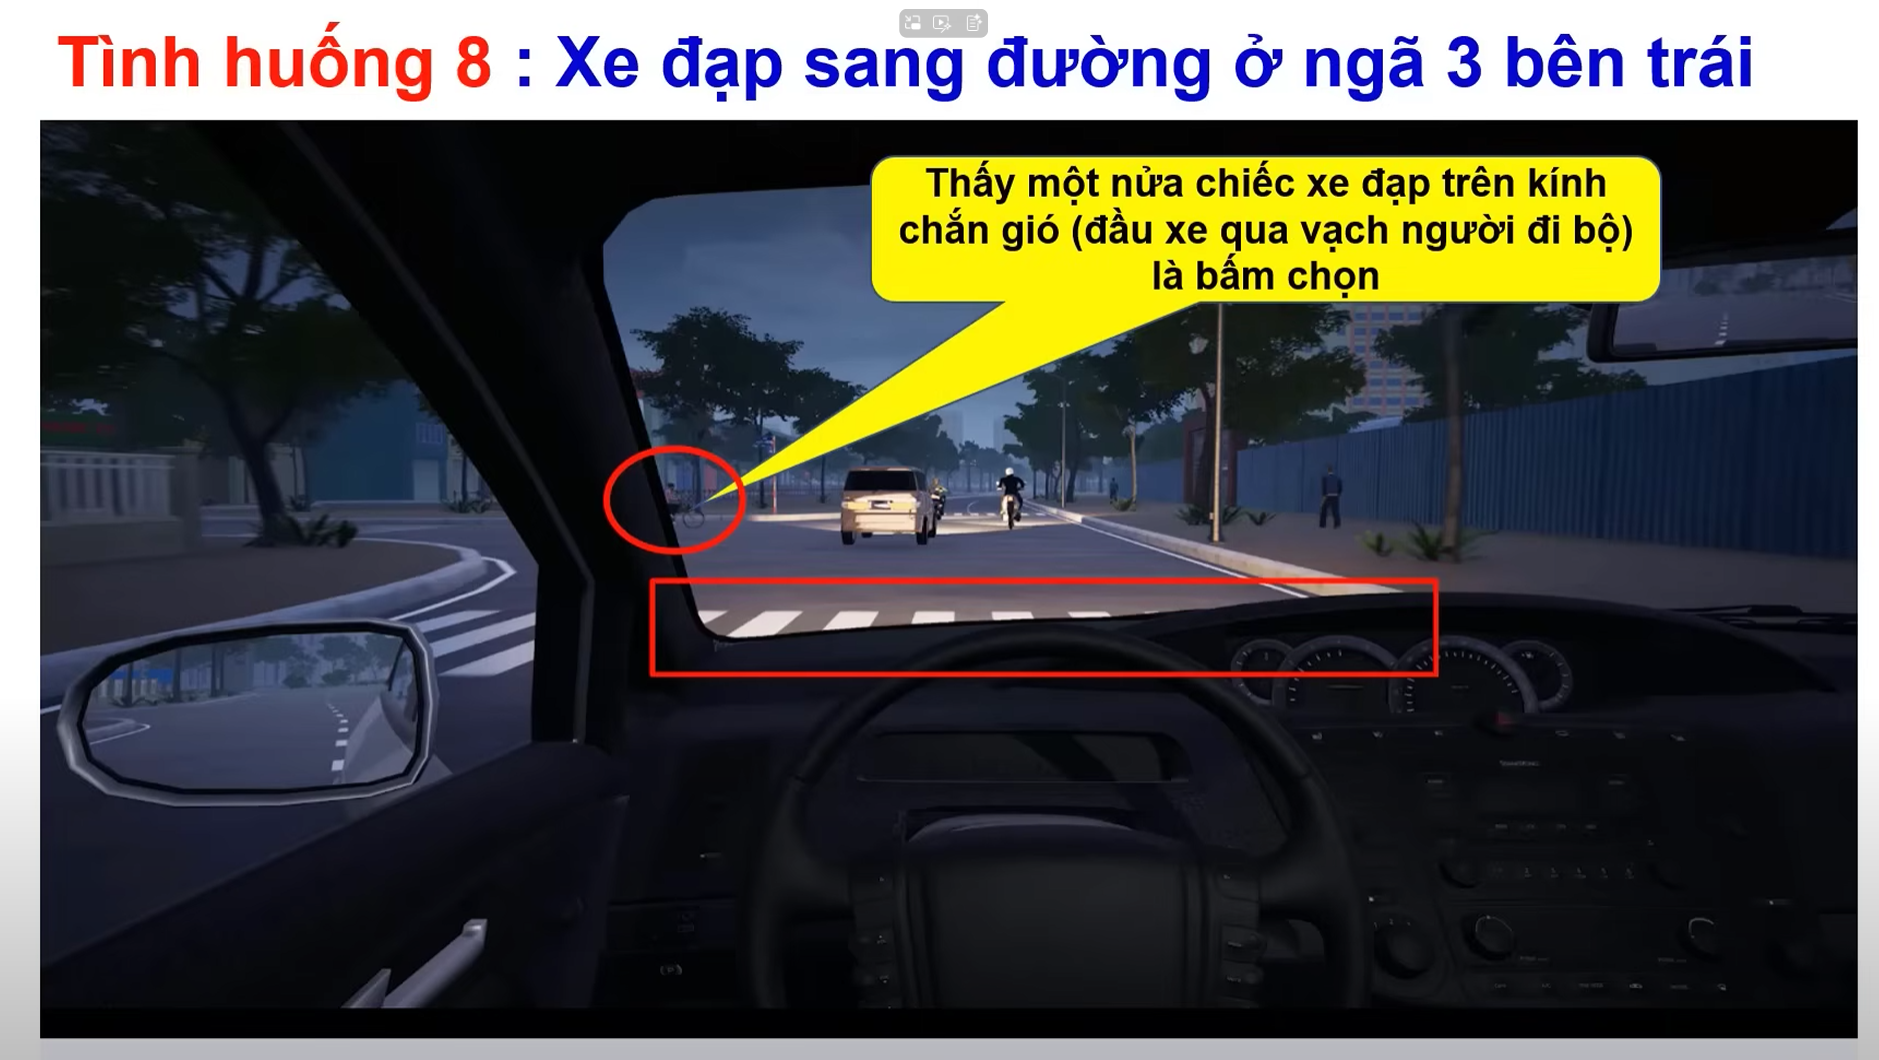 Tình huống 8 : Xe đạp sang đường ở ngã 3 bên trái
Thấy một nửa chiếc xe đạp trên kính
chắn gió (đầu xe qua vạch người đi bộ)
là bấm chọn